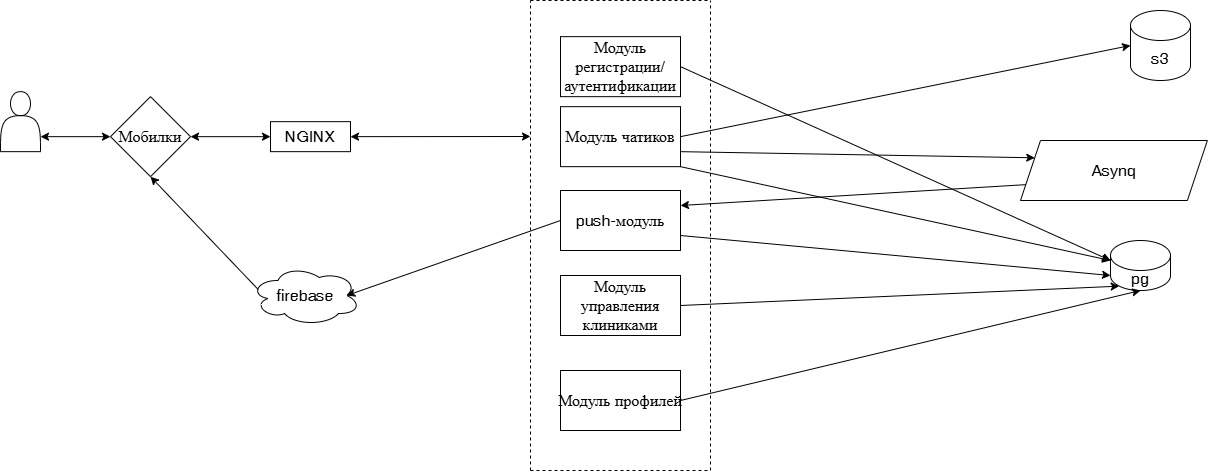 Модуль
регистрации/
аутентификации
s3
Мобилки
NGINX
Модуль чатиков
Asynq
push-модуль
pg
firebase
Модуль
управления
клиниками
Модуль профилей